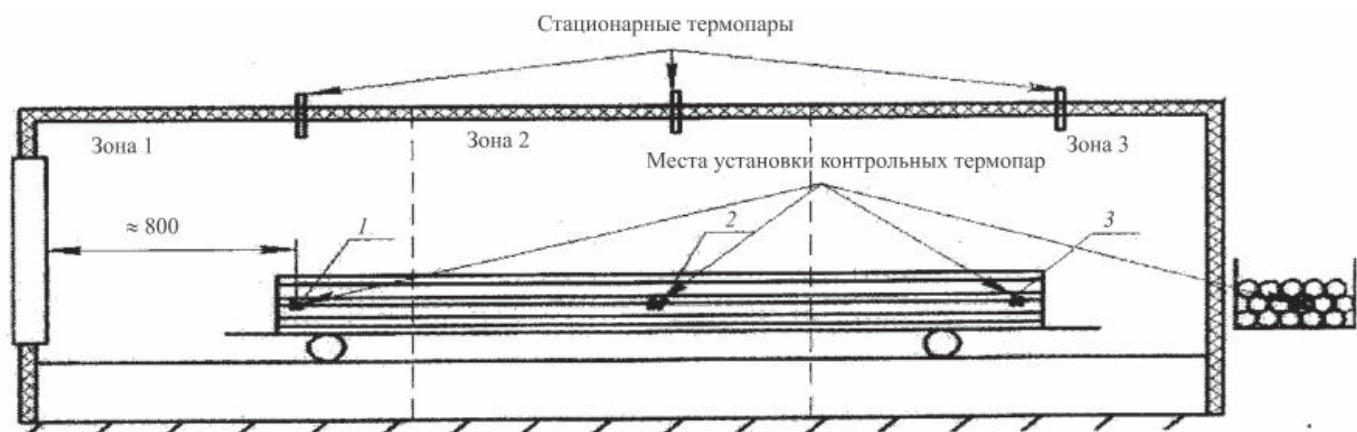 Стационарные термопары
Зона 1
Зона 2
Зона 3
Места установки контрольных термопар
≈ 800
1
2
3